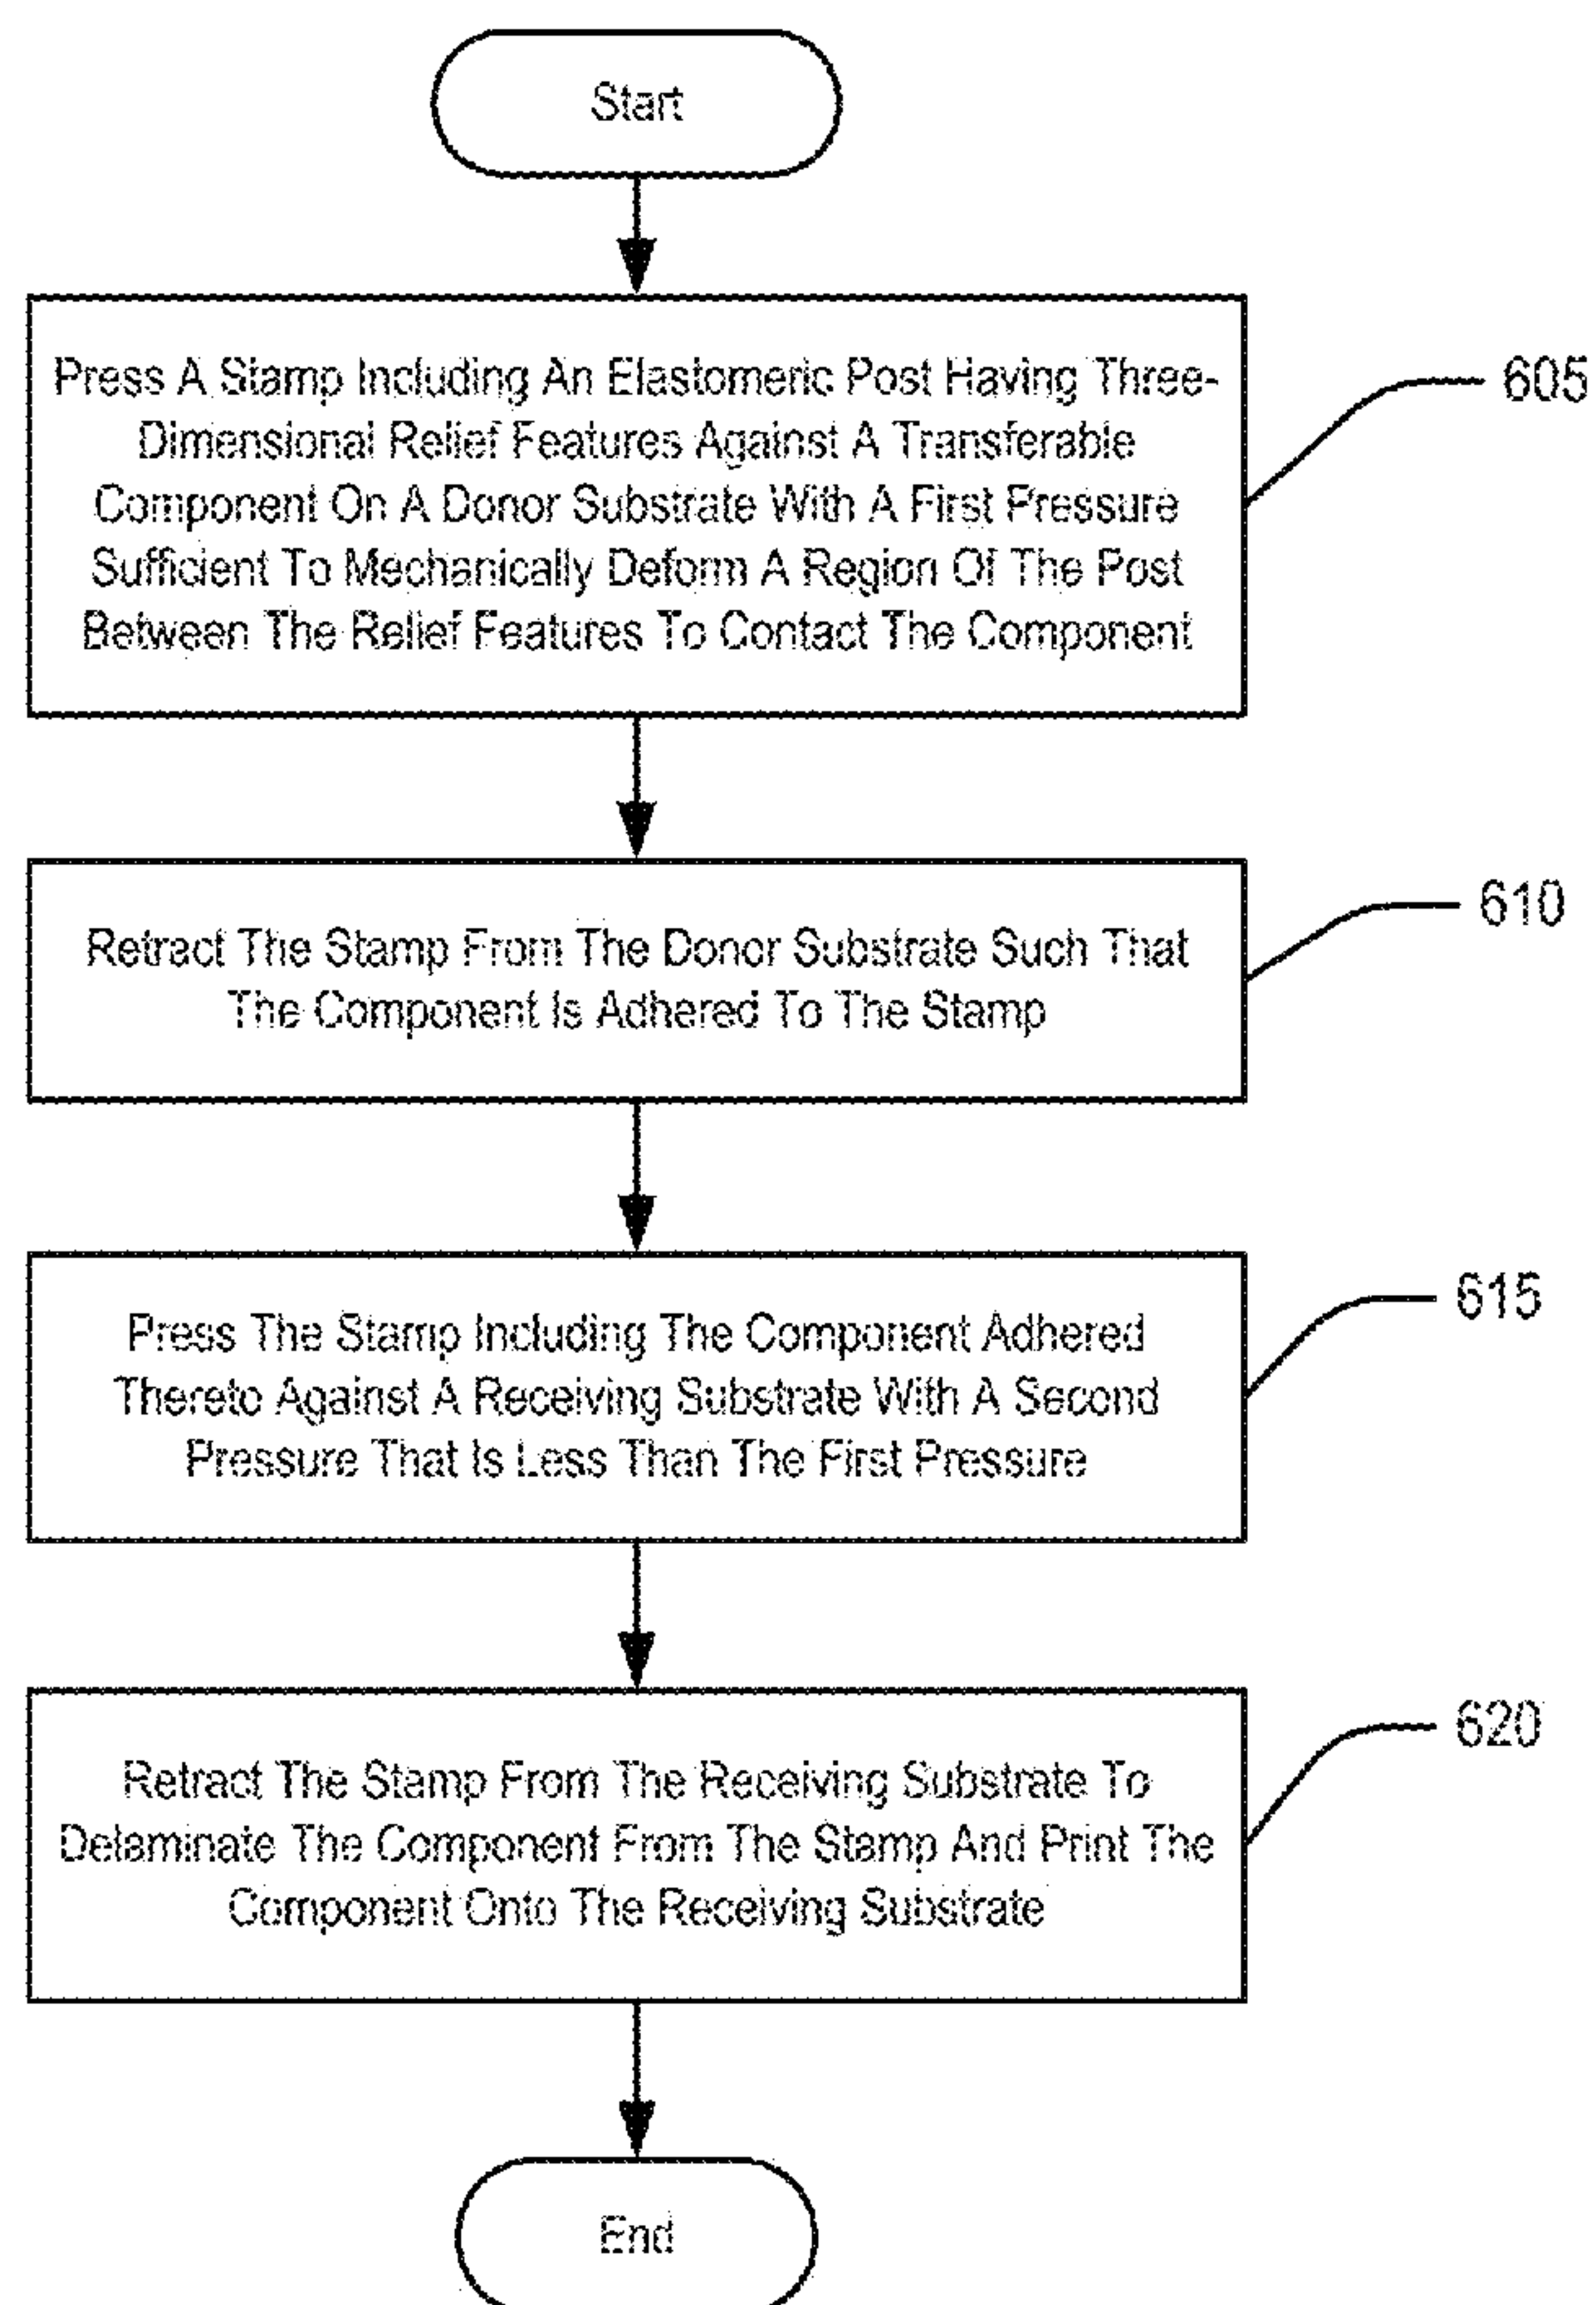 Start
Press A Stamp Including An Elastomeric Post Having Three-
Dimensional Relief Features Against A Transferable
Component On A Donor Substrate With A First Pressure
Sufficient To Mechanically Deform A Region Of The Post
Between The Relief Features To Contact The Component
605
Retract The Stamp From The Donor Substrate Such That
The Component Is Adhered To The Stamp
610
Press The Stamp Including The Component Adhered
Thereto Against A Receiving Substrate With A Second
Pressure That Is Less Than The First Pressure
615
Retract The Stamp From The Receiving Substrate To
Delaminate The Component From The Stamp And Print The
Component Onto The Receiving Substrate
620
End